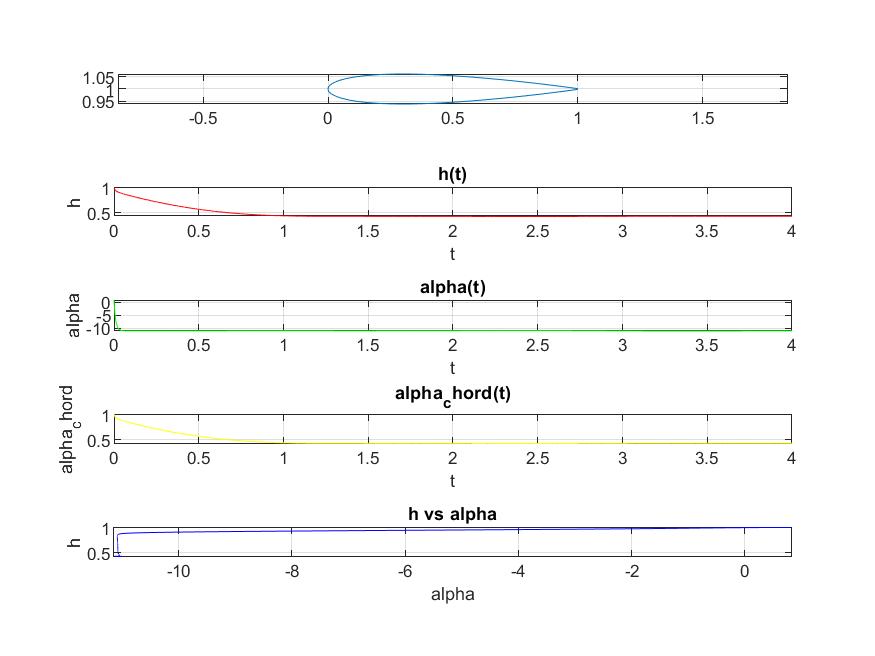 1.05
1
0.95
-0.5 0 0.5 1 1.5
h(t)
1
h
0.5
0 0.5 1 1.5 2 2.5 3 3.5 4
t
alpha(t)
0
alpha
-5
-10
0 0.5 1 1.5 2 2.5 3 3.5 4
t
alpha_chord(t)
1
alpha_chord
0.5
0 0.5 1 1.5 2 2.5 3 3.5 4
t
h vs alpha
1
h
0.5
-10 -8 -6 -4 -2 0
alpha